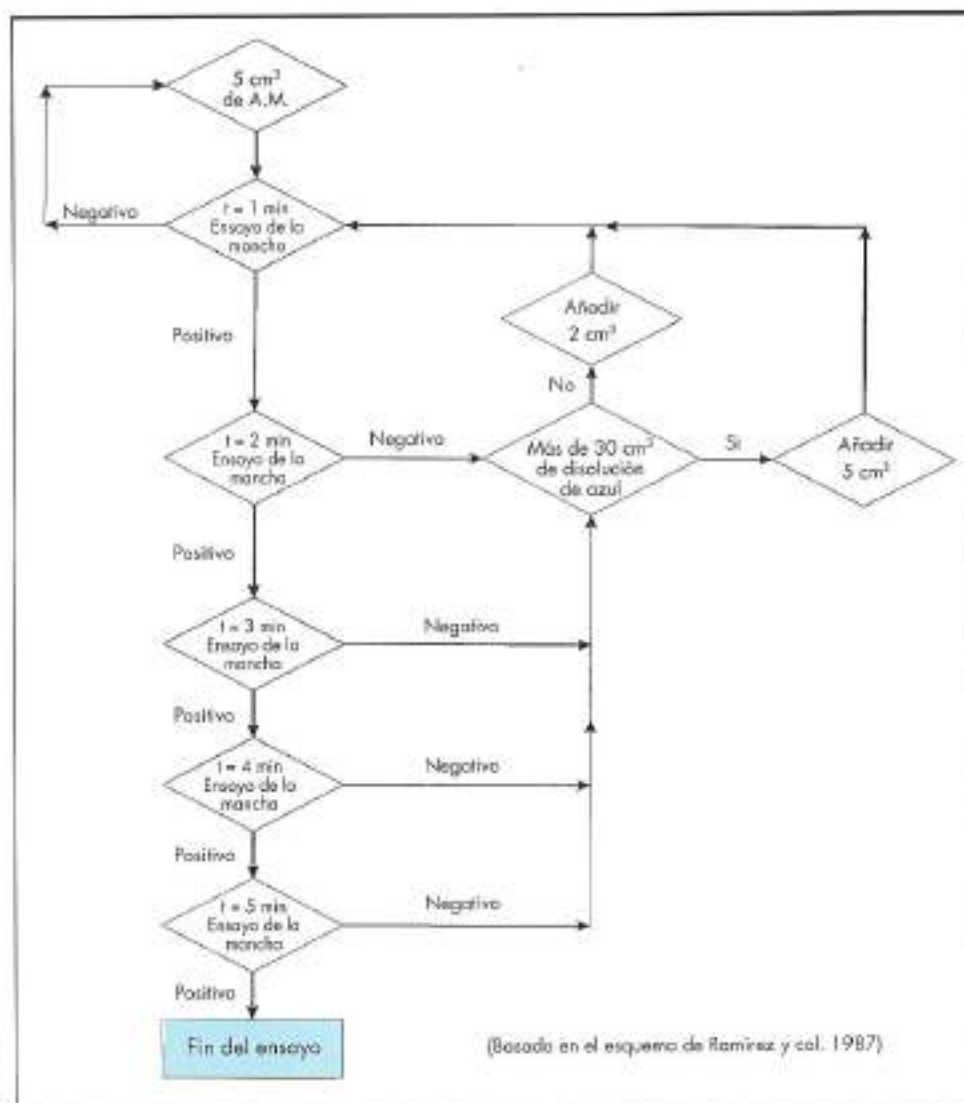 5 cm³
de A.M.
Negativo
t = 1 min
Ensayo de la
mancha
Positivo
Añadir
2 cm³
No
t = 2 min
Ensayo de la
mancha
Negativo
Más de 30 cm³
de disolución
de azul
Si
Añadir
5 cm³
Positivo
t = 3 min
Ensayo de la
mancha
Negativo
Positivo
t = 4 min
Ensayo de la
mancha
Negativo
Positivo
t = 5 min
Ensayo de la
mancha
Negativo
Positivo
Fin del ensayo
(Basado en el esquema de Ramírez y col. 1987)